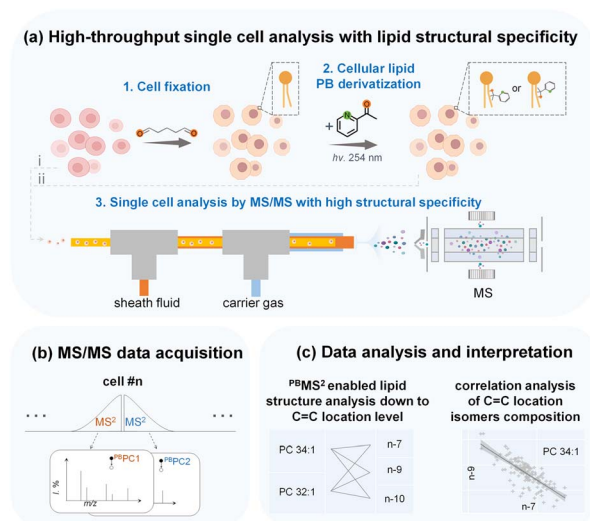 (a) High-throughput single cell analysis with lipid structural specificity
1. Cell fixation
2. Cellular lipid
PB derivatization
O
O
+
N
O
hv. 254 nm
or
i
ii
3. Single cell analysis by MS/MS with high structural specificity
sheath fluid
carrier gas
MS
(b) MS/MS data acquisition
cell #n
MS²
MS²
PBPC1
PBPC2
I. %
m/z
(c) Data analysis and interpretation
PBMS² enabled lipid
structure analysis down to
C=C location level
PC 34:1
PC 32:1
n-7
n-9
n-10
correlation analysis
of C=C location
isomers composition
PC 34:1
n-9
n-7